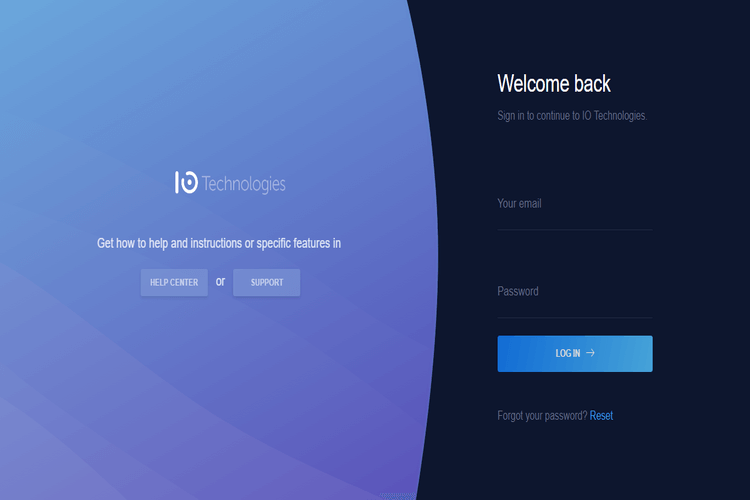 IO Technologies
Get how to help and instructions or specific features in
HELP CENTER or SUPPORT
Welcome back
Sign in to continue to IO Technologies.
Your email
Password
LOG IN
Forgot your password? Reset